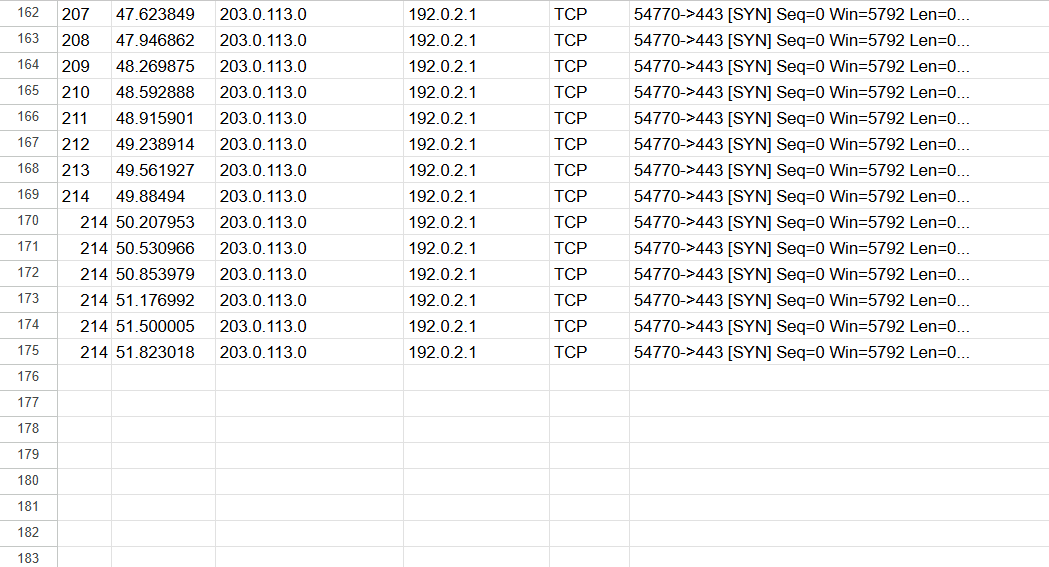 162 207 47.623849 203.0.113.0 192.0.2.1 TCP 54770->443 [SYN] Seq=0 Win=5792 Len=0...
163 208 47.946862 203.0.113.0 192.0.2.1 TCP 54770->443 [SYN] Seq=0 Win=5792 Len=0...
164 209 48.269875 203.0.113.0 192.0.2.1 TCP 54770->443 [SYN] Seq=0 Win=5792 Len=0...
165 210 48.592888 203.0.113.0 192.0.2.1 TCP 54770->443 [SYN] Seq=0 Win=5792 Len=0...
166 211 48.915901 203.0.113.0 192.0.2.1 TCP 54770->443 [SYN] Seq=0 Win=5792 Len=0...
167 212 49.238914 203.0.113.0 192.0.2.1 TCP 54770->443 [SYN] Seq=0 Win=5792 Len=0...
168 213 49.561927 203.0.113.0 192.0.2.1 TCP 54770->443 [SYN] Seq=0 Win=5792 Len=0...
169 214 49.88494 203.0.113.0 192.0.2.1 TCP 54770->443 [SYN] Seq=0 Win=5792 Len=0...
170 214 50.207953 203.0.113.0 192.0.2.1 TCP 54770->443 [SYN] Seq=0 Win=5792 Len=0...
171 214 50.530966 203.0.113.0 192.0.2.1 TCP 54770->443 [SYN] Seq=0 Win=5792 Len=0...
172 214 50.853979 203.0.113.0 192.0.2.1 TCP 54770->443 [SYN] Seq=0 Win=5792 Len=0...
173 214 51.176992 203.0.113.0 192.0.2.1 TCP 54770->443 [SYN] Seq=0 Win=5792 Len=0...
174 214 51.500005 203.0.113.0 192.0.2.1 TCP 54770->443 [SYN] Seq=0 Win=5792 Len=0...
175 214 51.823018 203.0.113.0 192.0.2.1 TCP 54770->443 [SYN] Seq=0 Win=5792 Len=0...
176
177
178
179
180
181
182
183